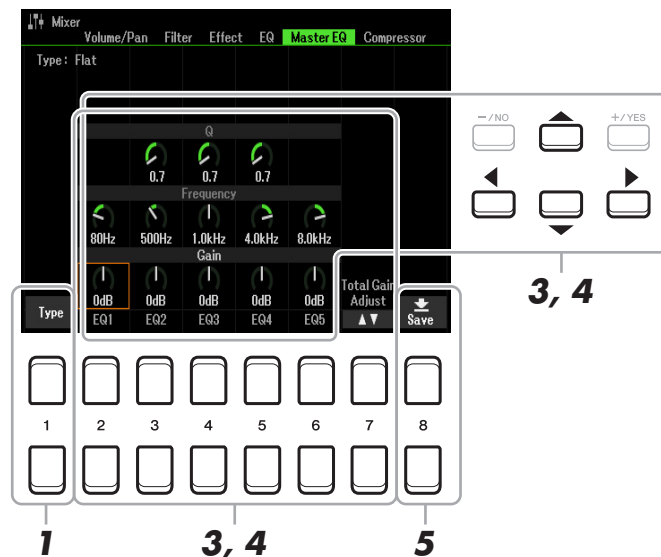 Mixer
Volume/Pan Filter Effect EQ Master EQ Compressor
Type: Flat
-/NO +/YES
Q
0.7 0.7 0.7
Frequency
80Hz 500Hz 1.0kHz 4.0kHz 8.0kHz
Gain
0dB 0dB 0dB 0dB 0dB
Total Gain
Adjust
Type EQ1 EQ2 EQ3 EQ4 EQ5 ▲▼ Save
3, 4
1 2 3 4 5 6 7 8
1 3, 4 5